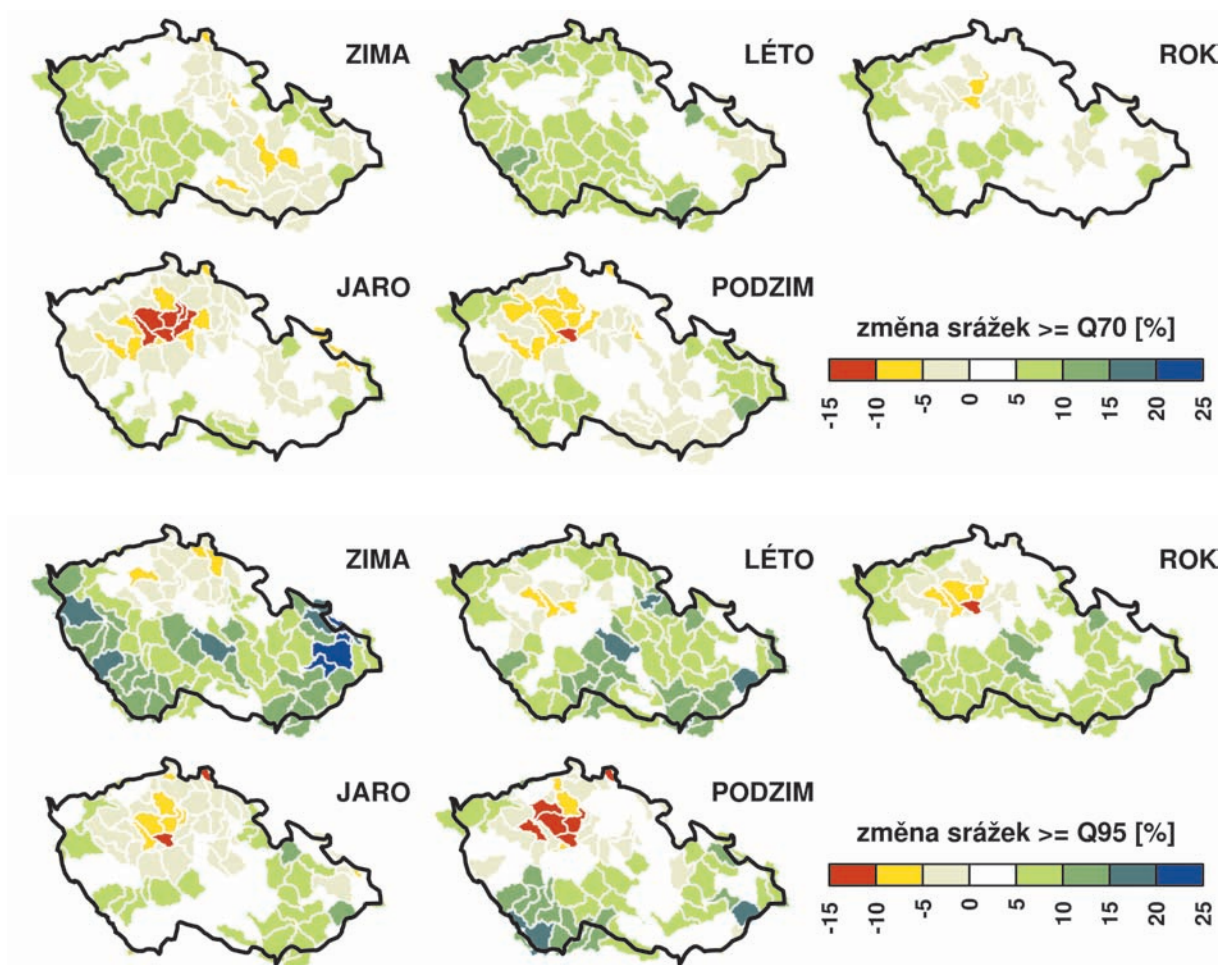 ZIMA
LÉTO
ROK
JARO
PODZIM
změna srážek >= Q70 [%]
-15 -10 -5 0 5 10 15 20 25
ZIMA
LÉTO
ROK
JARO
PODZIM
změna srážek >= Q95 [%]
-15 -10 -5 0 5 10 15 20 25